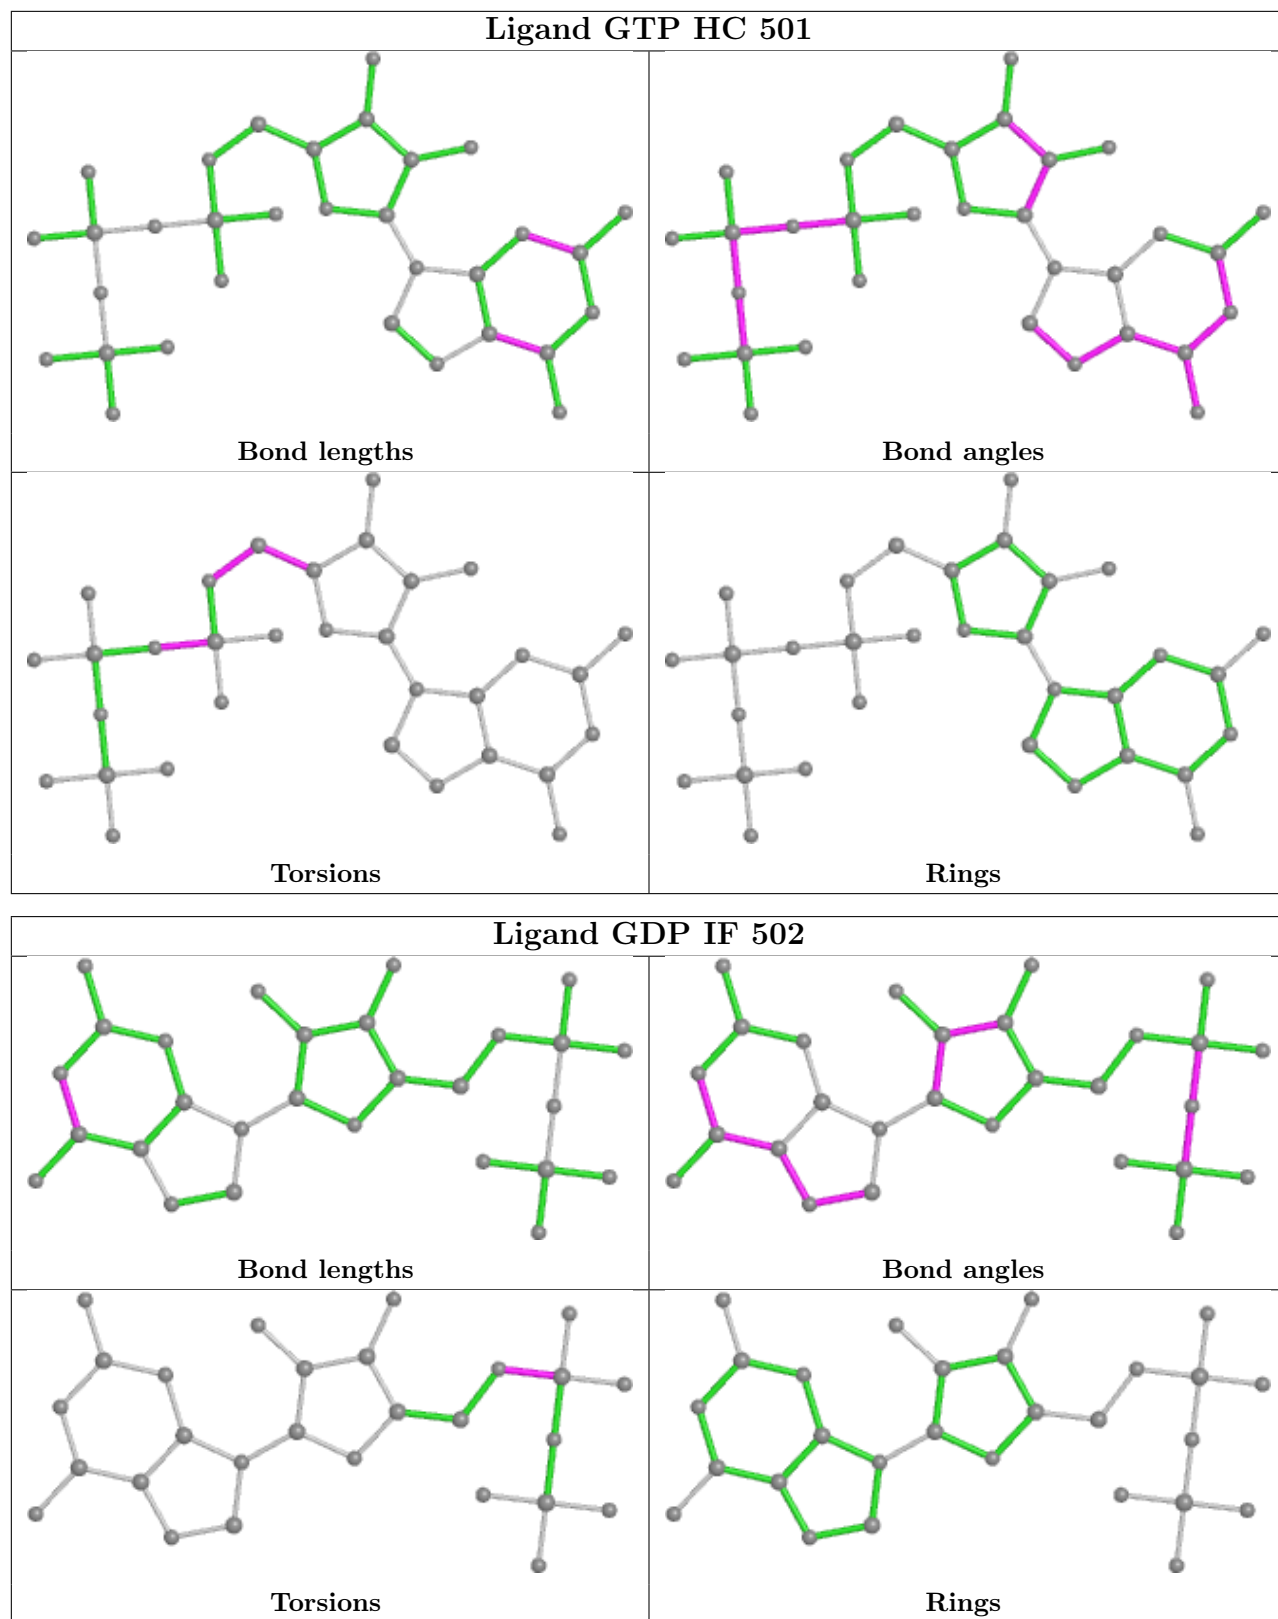 Ligand GTP HC 501
Bond lengths
Bond angles
Torsions
Rings
Ligand GDP IF 502
Bond lengths
Bond angles
Torsions
Rings